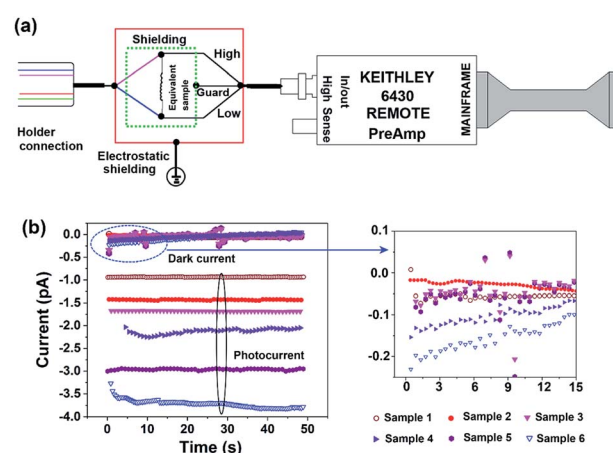 (a)
Shielding
High
Equivalent
sample
Guard
Low
Holder
connection
Electrostatic
shielding
In/out
High Sense
KEITHLEY
6430
REMOTE
PreAmp
MAINFRAME
(b)
0.0
-0.5
-1.0
-1.5
-2.0
-2.5
-3.0
-3.5
-4.0
Currrent (pA)
Dark current
Photocurrent
0 10 20 30 40 50
Time (s)
0.0
-0.1
-0.2
0 3 6 9 12 15
Sample 1 Sample 2 Sample 3
Sample 4 Sample 5 Sample 6